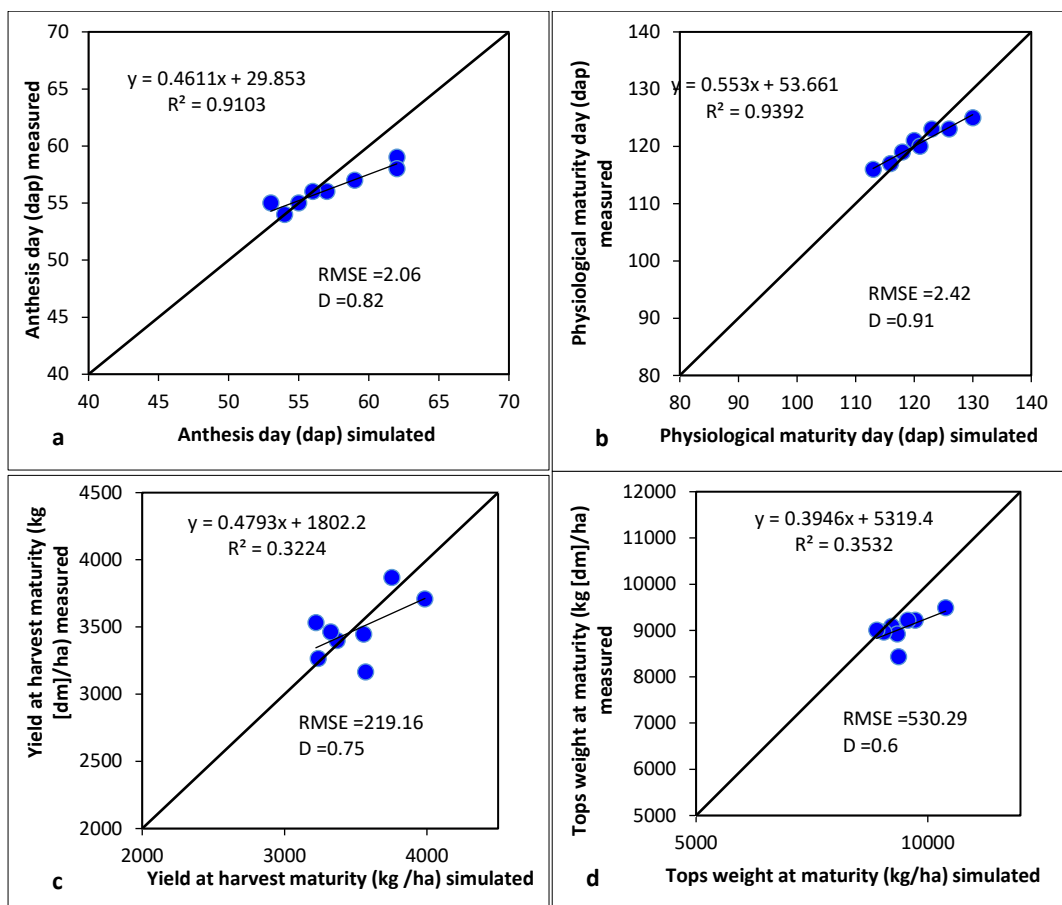 70
65
60
55
50
45
40
Anthesis day (dap) measured
y = 0.4611x + 29.853
R² = 0.9103
RMSE =2.06
D =0.82
40 45 50 55 60 65 70
a
Anthesis day (dap) simulated
140
130
120
110
100
90
80
Physiological maturity day (dap)
measured
y = 0.553x + 53.661
R² = 0.9392
RMSE =2.42
D =0.91
80 90 100 110 120 130 140
b
Physiological maturity day (dap) simulated
4500
4000
3500
3000
2500
2000
Yield at harvest maturity (kg
[dm]/ha) measured
y = 0.4793x + 1802.2
R² = 0.3224
RMSE =219.16
D =0.75
2000 3000 4000
c
Yield at harvest maturity (kg /ha) simulated
12000
11000
10000
9000
8000
7000
6000
5000
Tops weight at maturity (kg [dm]/ha)
measured
y = 0.3946x + 5319.4
R² = 0.3532
RMSE =530.29
D =0.6
5000 10000
d
Tops weight at maturity (kg/ha) simulated